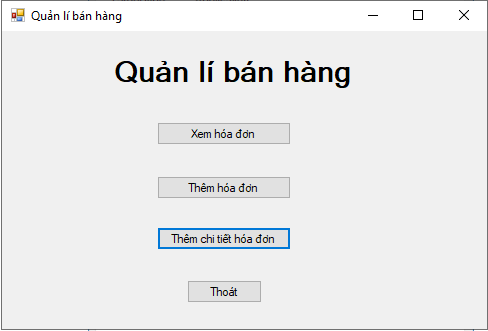 Quản lí bán hàng
Quản lí bán hàng
Xem hóa đơn
Thêm hóa đơn
Thêm chi tiết hóa đơn
Thoát